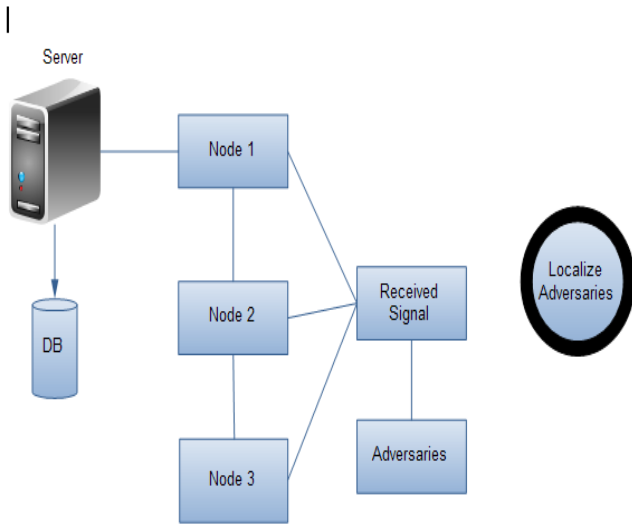 Server
Node 1
Node 2
Node 3
DB
Received
Signal
Adversaries
Localize
Adversaries